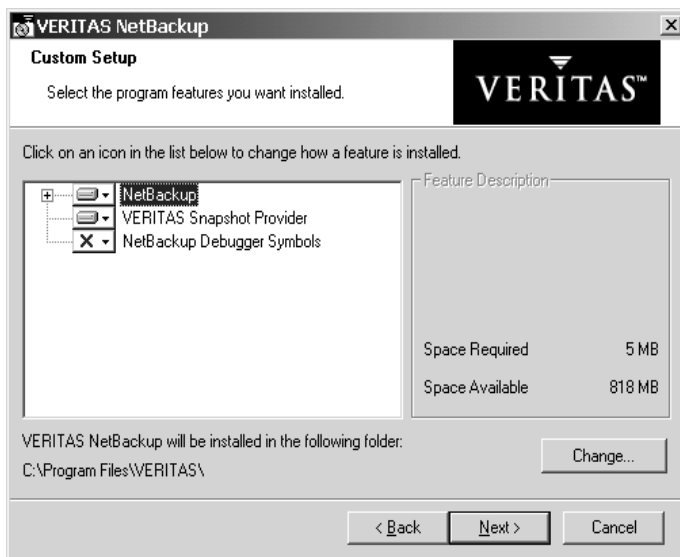 VERITAS NetBackup
Custom Setup
Select the program features you want installed.
VERITAS™
Click on an icon in the list below to change how a feature is installed.
NetBackup
VERITAS Snapshot Provider
NetBackup Debugger Symbols
Feature Description
Space Required 5 MB
Space Available 818 MB
VERITAS NetBackup will be installed in the following folder:
C:\Program Files\VERITAS\
Change...
< Back Next > Cancel